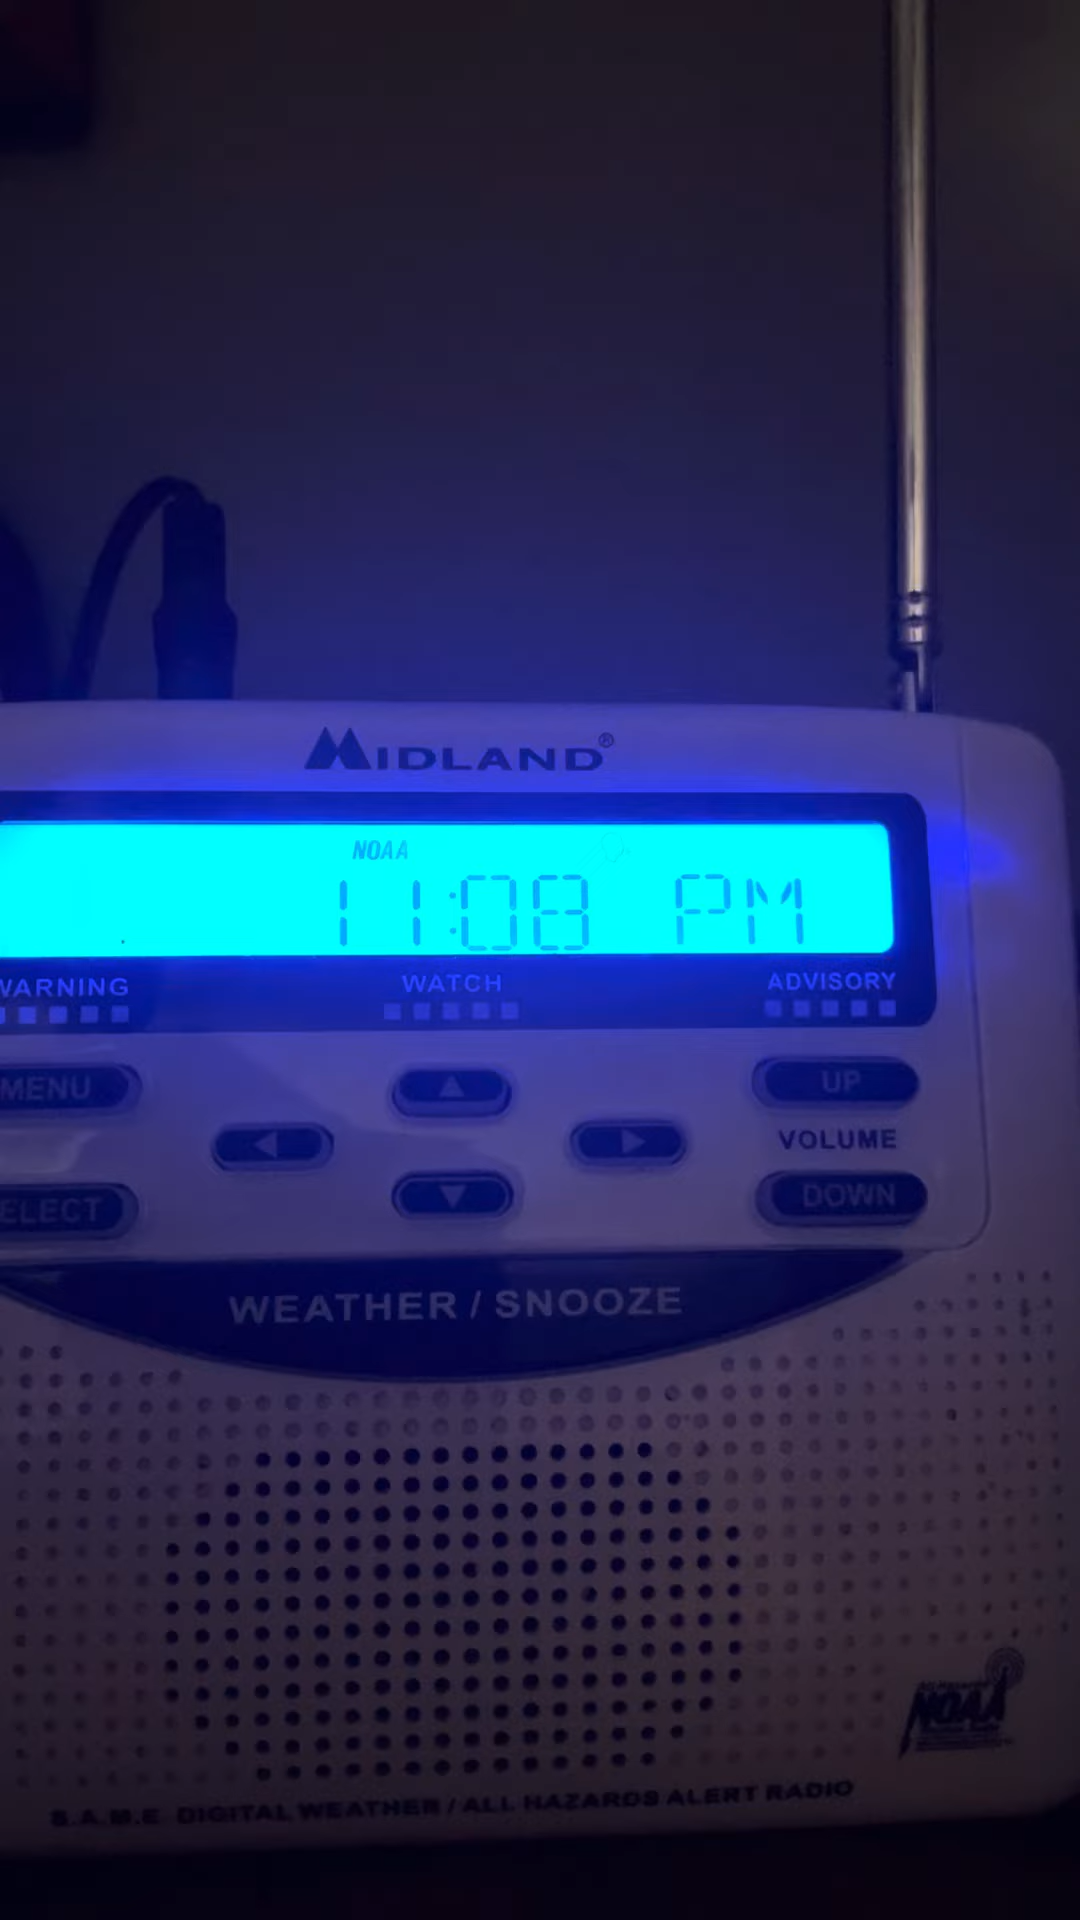 MIDLAND®
NOAA
11:08 PM
WARNING
WATCH
ADVISORY
MENU
UP
VOLUME
ELECT
DOWN
WEATHER / SNOOZE
NOAA
S.A.M.E. DIGITAL WEATHER / ALL HAZARDS ALERT RADIO